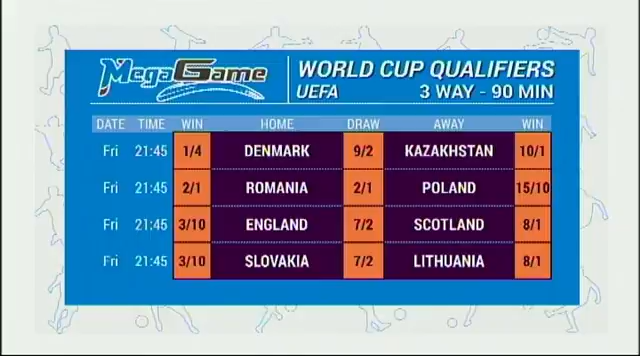 MegaGame
WORLD CUP QUALIFIERS
UEFA 3 WAY - 90 MIN
DATE TIME WIN HOME DRAW AWAY WIN
Fri 21:45 1/4 DENMARK 9/2 KAZAKHSTAN 10/1
Fri 21:45 2/1 ROMANIA 2/1 POLAND 15/10
Fri 21:45 3/10 ENGLAND 7/2 SCOTLAND 8/1
Fri 21:45 3/10 SLOVAKIA 7/2 LITHUANIA 8/1